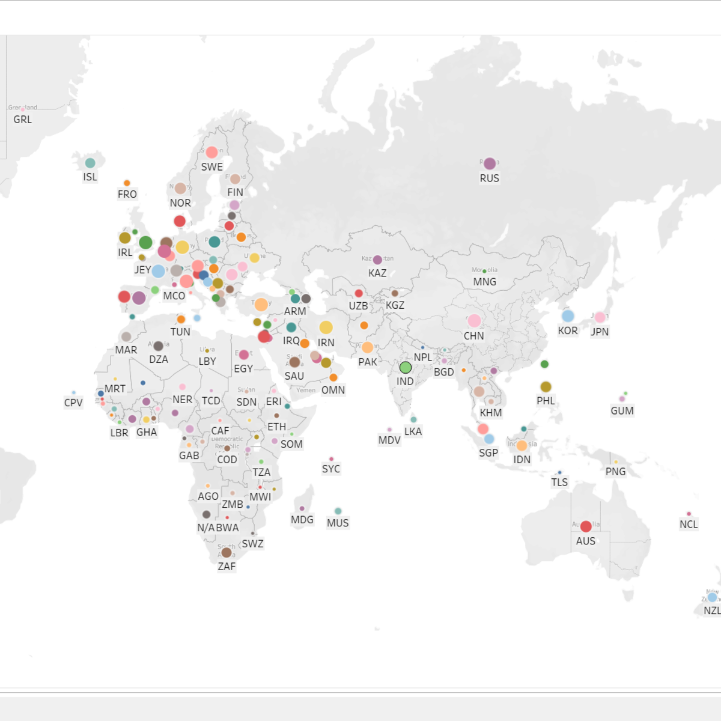 GRL
ISL
SWE
RUS
FRO
FIN
NOR
IRL
JEY
KAZ
MNG
MCO
ARM
UZB
KGZ
TUN
CHN
KOR
JPN
MAR
DZA
LBY
EGY
IRQ
IRN
PAK
NPL
SAU
IND
BGD
OMN
Yemen
MRT
CPV
NER
TCD
SDN
ERI
PHL
GUM
KHM
LBR
GHA
CAF
ETH
MDV
LKA
SOM
GAB
COD
SGP
IDN
TZA
SYC
PNG
TLS
AGO
ZMB
MWI
MDG
MUS
N/A
BWA
NCL
SWZ
AUS
ZAF
NZL